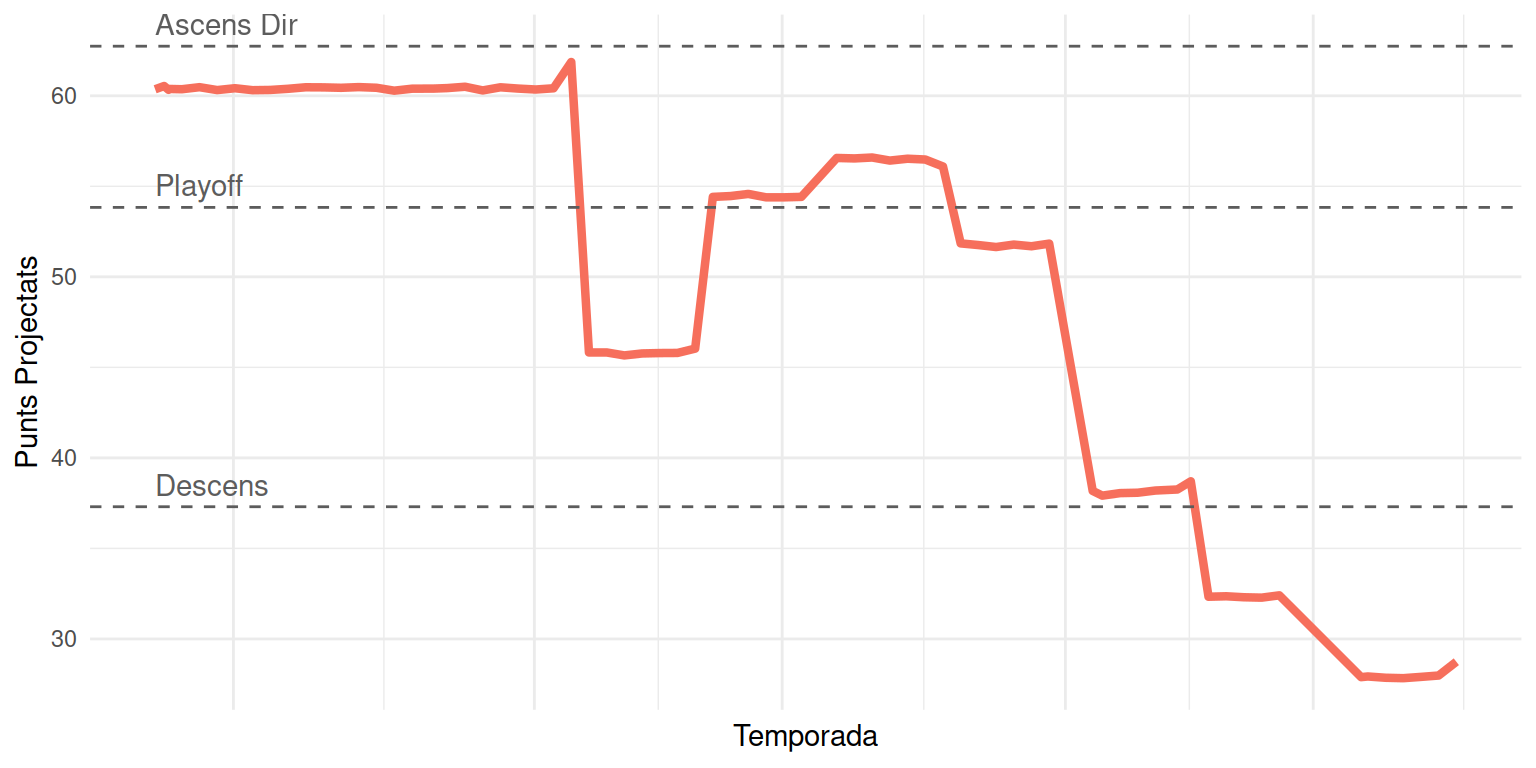 Ascens Dir
60
Playoff
50
Punts Projectats
40
Descens
30
Temporada